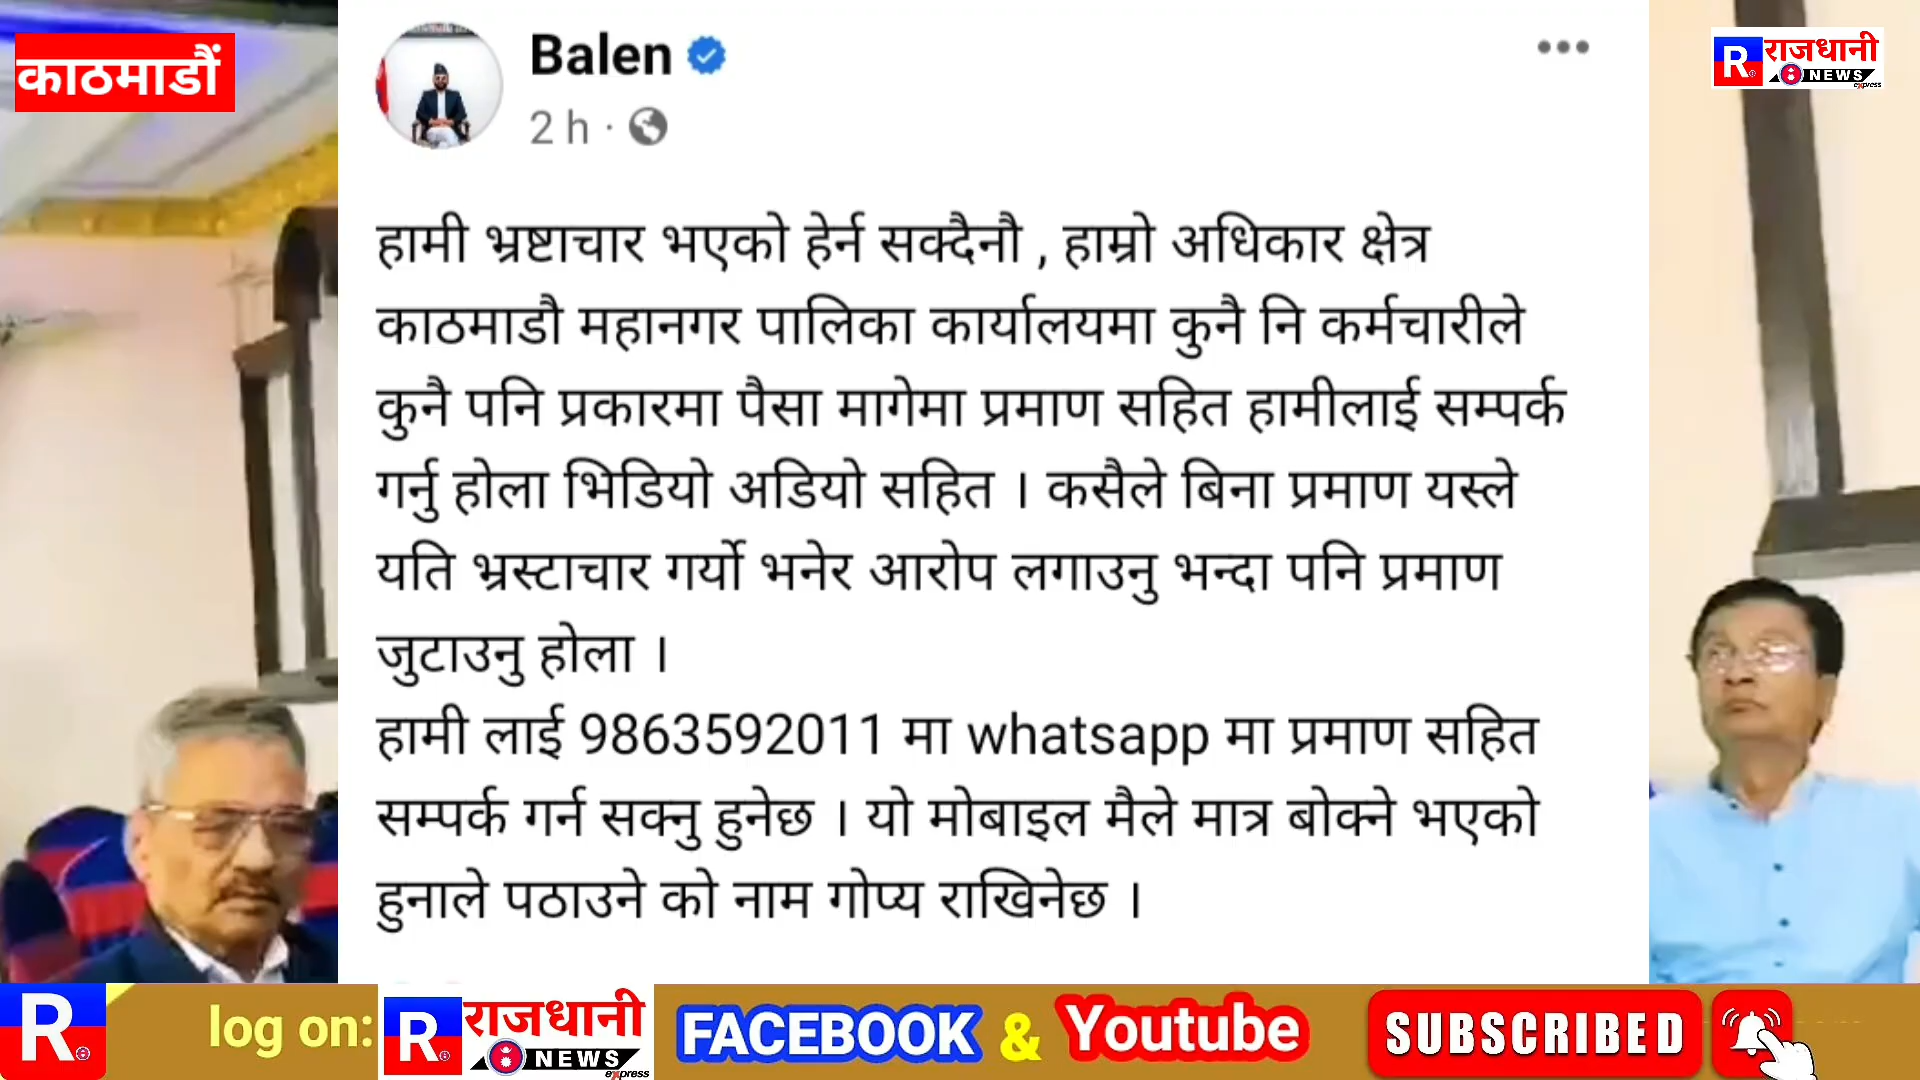 काठमाडौं
Balen
2 h ·
राजधानी
NEWS
express
हामी भ्रष्टाचार भएको हेर्न सक्दैनौ , हाम्रो अधिकार क्षेत्र
काठमाडौ महानगर पालिका कार्यालयमा कुनै नि कर्मचारीले
कुनै पनि प्रकारमा पैसा मागेमा प्रमाण सहित हामीलाई सम्पर्क
गर्नु होला भिडियो अडियो सहित । कसैले बिना प्रमाण यस्ले
यति भ्रस्टाचार गर्यो भनेर आरोप लगाउनु भन्दा पनि प्रमाण
जुटाउनु होला ।
हामी लाई 9863592011 मा whatsapp मा प्रमाण सहित
सम्पर्क गर्न सक्नु हुनेछ । यो मोबाइल मैले मात्र बोक्ने भएको
हुनाले पठाउने को नाम गोप्य राखिनेछ ।
R
log on:
R
राजधानी
NEWS
express
FACEBOOK & Youtube
SUBSCRIBED